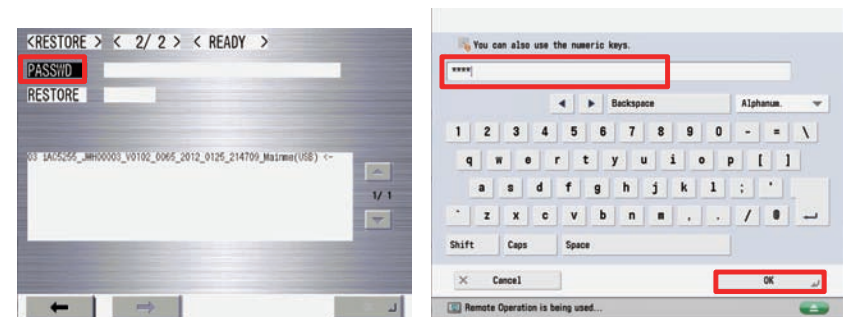 <RESTORE > < 2/ 2 > < READY >
PASSWD
RESTORE
03 iAC5255_JWH00003_V0102_0065_2012_0125_214709_Mainme(USB) <-
1/ 1
You can also use the numeric keys.
****
Backspace Alphanum.
1 2 3 4 5 6 7 8 9 0 - = \
q w e r t y u i o p [ ]
a s d f g h j k l ; '
` z x c v b n m , . / @
Shift Caps Space
× Cancel OK
Remote Operation is being used...